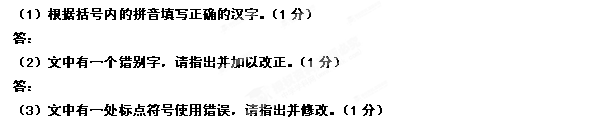 （1）根据括号内的拼音填写正确的汉字。（1 分）
答：
（2）文中有一个错别字，请指出并加以改正。（1 分）
答：
（3）文中有一处标点符号使用错误，请指出并修改。（1 分）